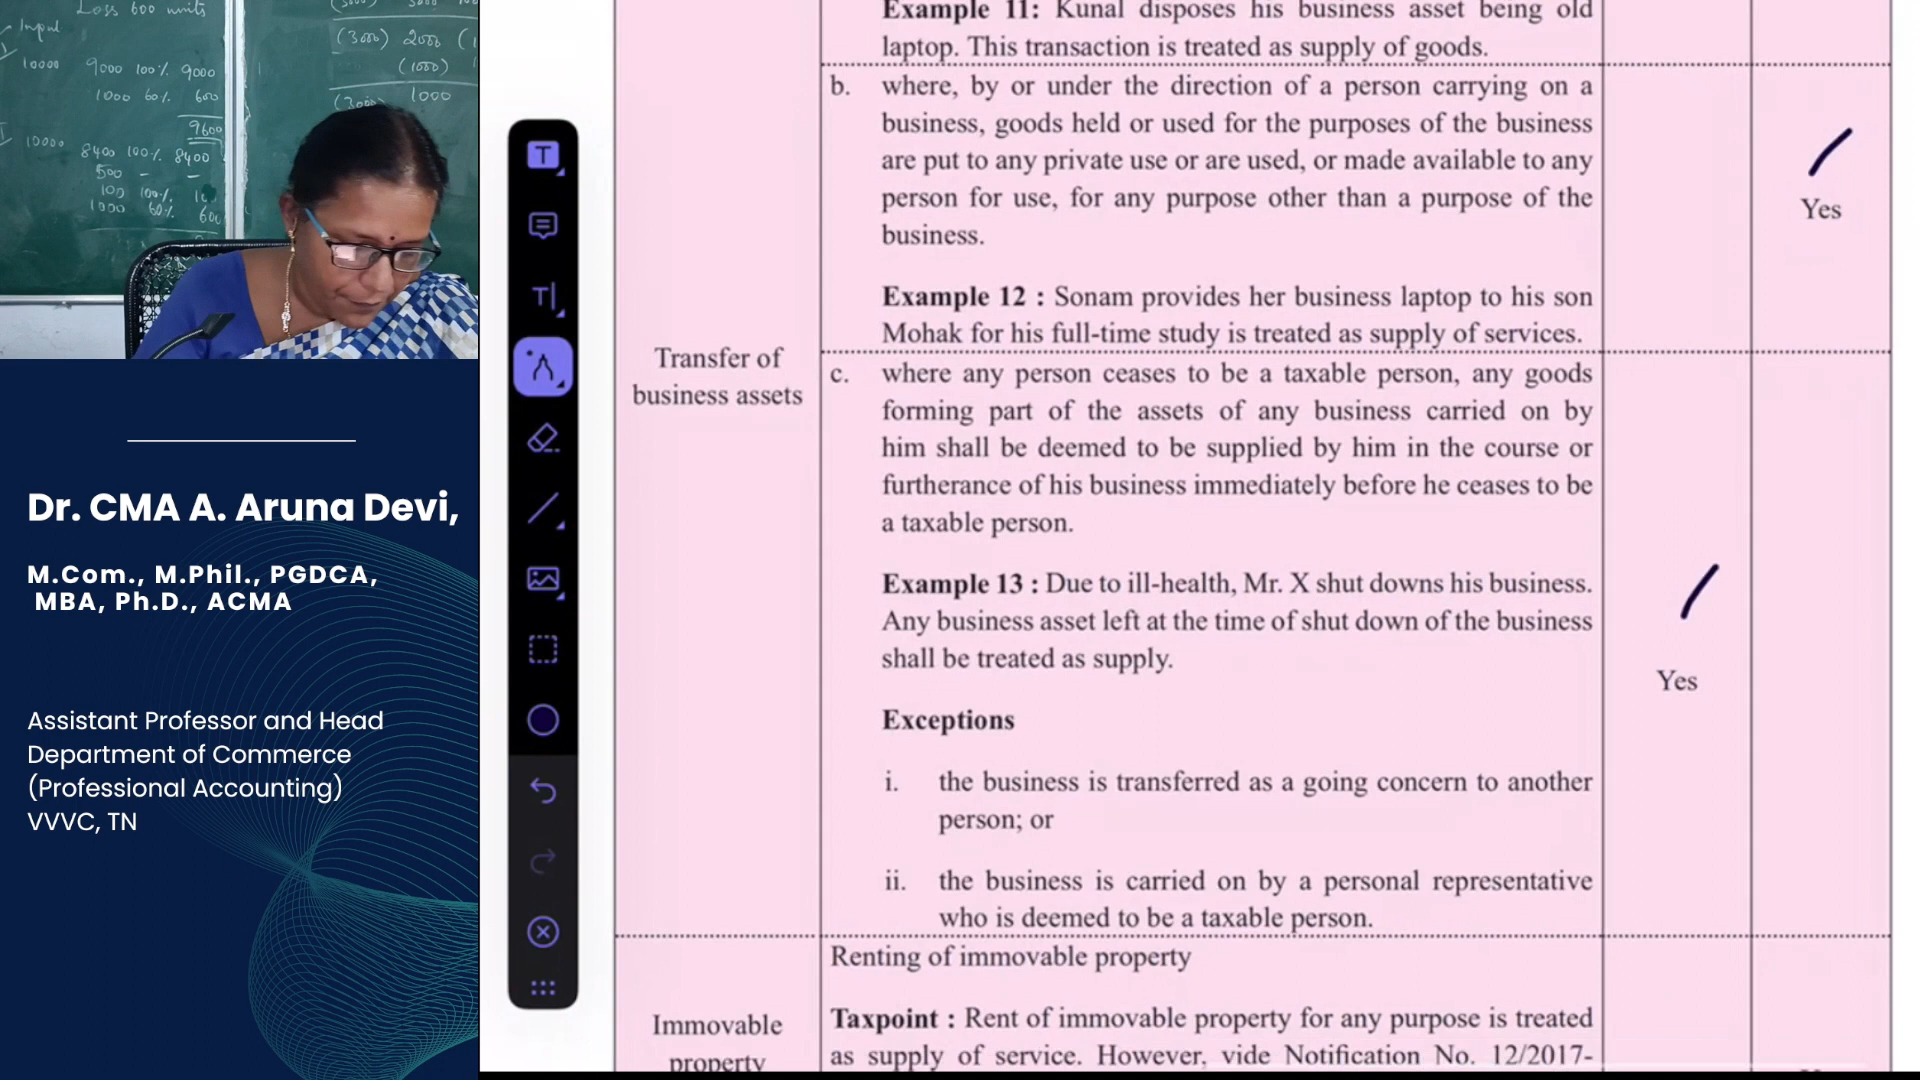 Loss 600 units
Input
10000 9000 100% 9000
1000 60% 600
9600
10000 8400 100% 8400
500 - -
100 100%
1000 60% 600
(3000) 2000
(1000)
1000
Dr. CMA A. Aruna Devi,
M.Com., M.Phil., PGDCA,
MBA, Ph.D., ACMA
Assistant Professor and Head
Department of Commerce
(Professional Accounting)
VVVC, TN
Example 11: Kunal disposes his business asset being old
laptop. This transaction is treated as supply of goods.
Transfer of
business assets
b. where, by or under the direction of a person carrying on a
business, goods held or used for the purposes of the business
are put to any private use or are used, or made available to any
person for use, for any purpose other than a purpose of the
business.
Yes
Example 12 : Sonam provides her business laptop to his son
Mohak for his full-time study is treated as supply of services.
c. where any person ceases to be a taxable person, any goods
forming part of the assets of any business carried on by
him shall be deemed to be supplied by him in the course or
furtherance of his business immediately before he ceases to be
a taxable person.
Example 13 : Due to ill-health, Mr. X shut downs his business.
Any business asset left at the time of shut down of the business
shall be treated as supply.
Yes
Exceptions
i. the business is transferred as a going concern to another
person; or
ii. the business is carried on by a personal representative
who is deemed to be a taxable person.
Immovable
property
Renting of immovable property
Taxpoint : Rent of immovable property for any purpose is treated
as supply of service. However, vide Notification No. 12/2017-